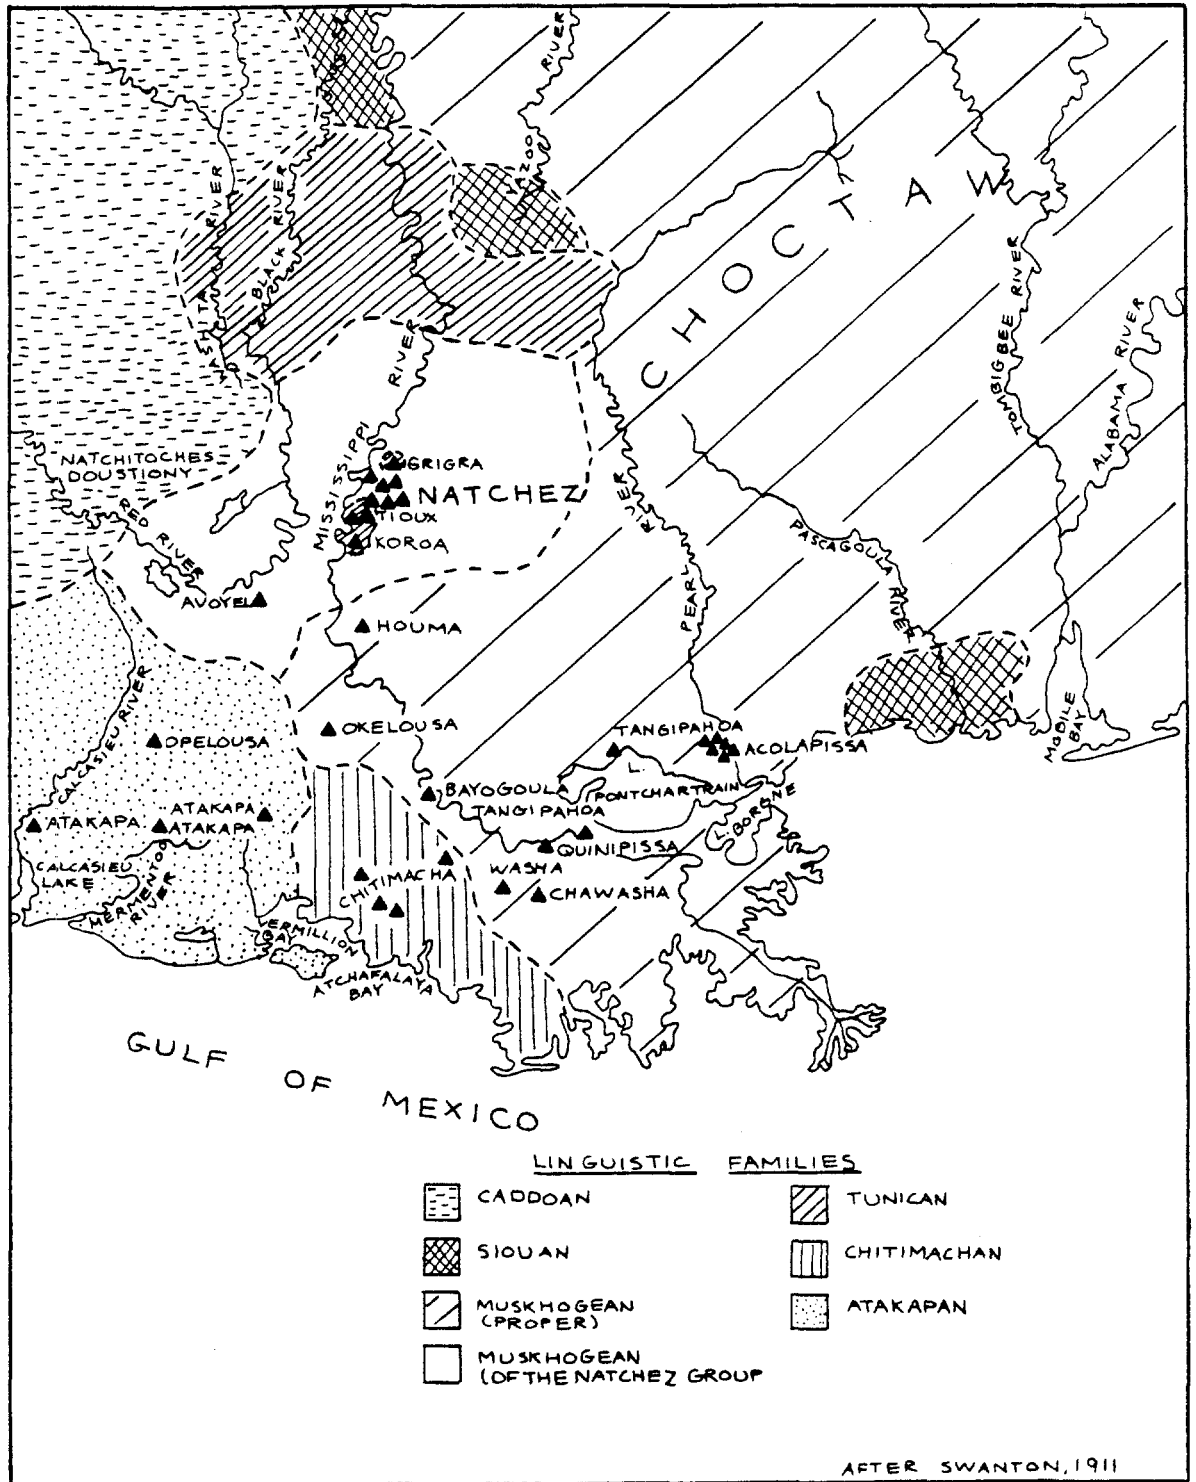 YAZOO RIVER
CHOCTAW
WASHITA RIVER
BLACK RIVER
TOMBIGBEE RIVER
ALABAMA RIVER
MISSISSIPPI RIVER
NATCHITOCHES
DOUSTIONY
RED RIVER
GRIGRA
NATCHEZ
TIOUX
KOROA
AVOYEL
HOUMA
PEARL RIVER
PASCAGOULA RIVER
MOBILE
BAY
CALCASIEU RIVER
OPELOUSA
OKELOUSA
TANGIPAHOA
ACOLAPISSA
L.
PONTCHARTRAIN
L. BORGNE
BAYOGOULA
TANGIPAHOA
QUINIPISSA
ATAKAPA
ATAKAPA
ATAKAPA
CALCASIEU
LAKE
MERMENTOO
RIVER
WASHA
CHAWASHA
CHITIMACHA
VERMILLION
BAY
ATCHAFALAYA
BAY
GULF OF MEXICO
LINGUISTIC FAMILIES
CADDOAN
SIOUAN
MUSKHOGEAN
(PROPER)
MUSKHOGEAN
(OF THE NATCHEZ GROUP
TUNICAN
CHITIMACHAN
ATAKAPAN
AFTER SWANTON, 1911